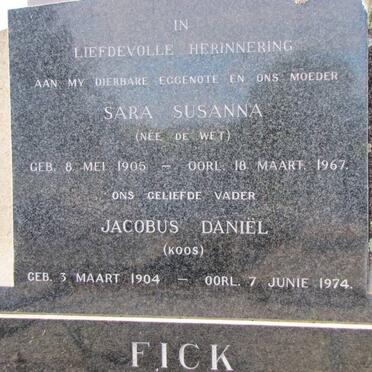 IN
LIEFDEVOLLE HERINNERING
AAN MY DIERBARE EGGENOTE EN ONS MOEDER
SARA SUSANNA
(NEE DE WET)
GEB. 8 MEI 1905 — OORL. 18 MAART 1967.
ONS GELIEFDE VADER
JACOBUS DANIËL
(KOOS)
GEB. 3 MAART 1904 — OORL. 7 JUNIE 1974.
FICK